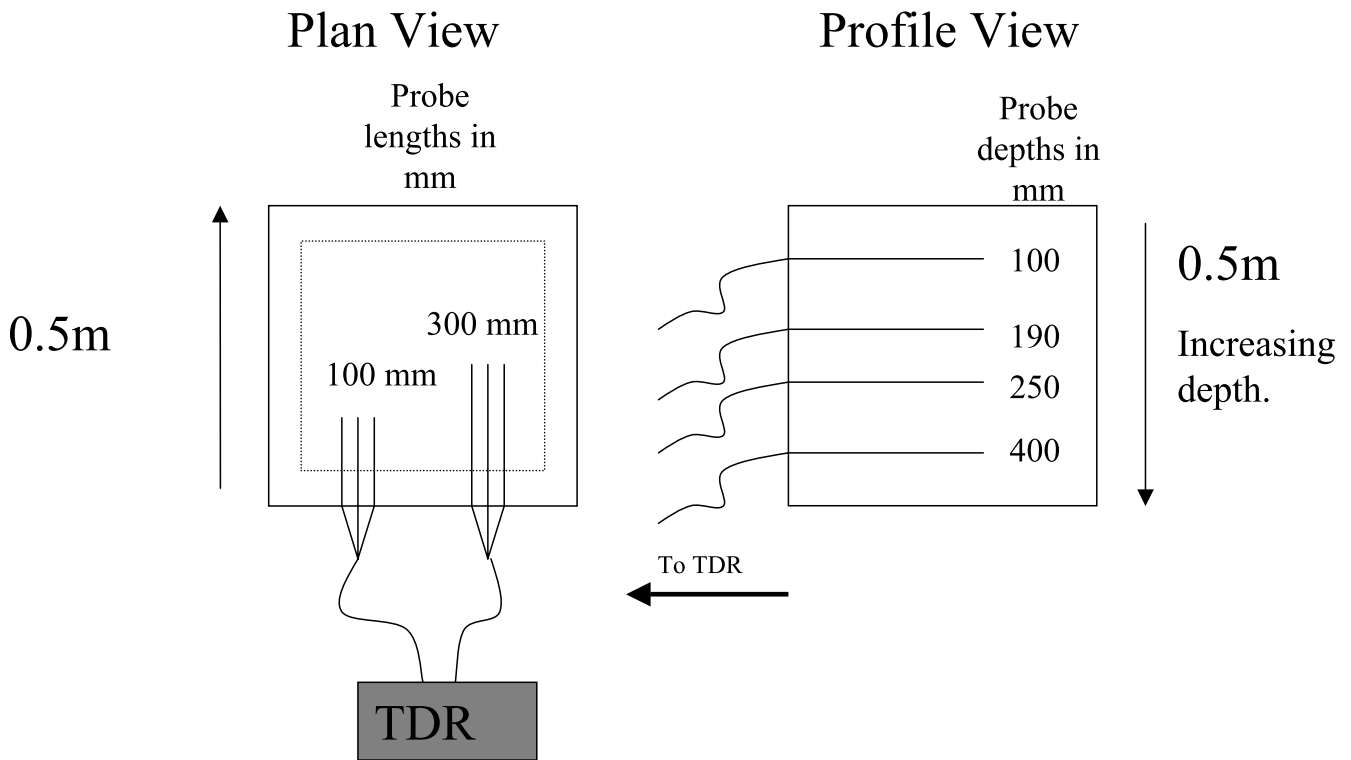 Plan View
Probe
lengths in
mm
0.5m
300 mm
100 mm
TDR
Profile View
Probe
depths in
mm
100
190
250
400
0.5m
Increasing
depth.
To TDR